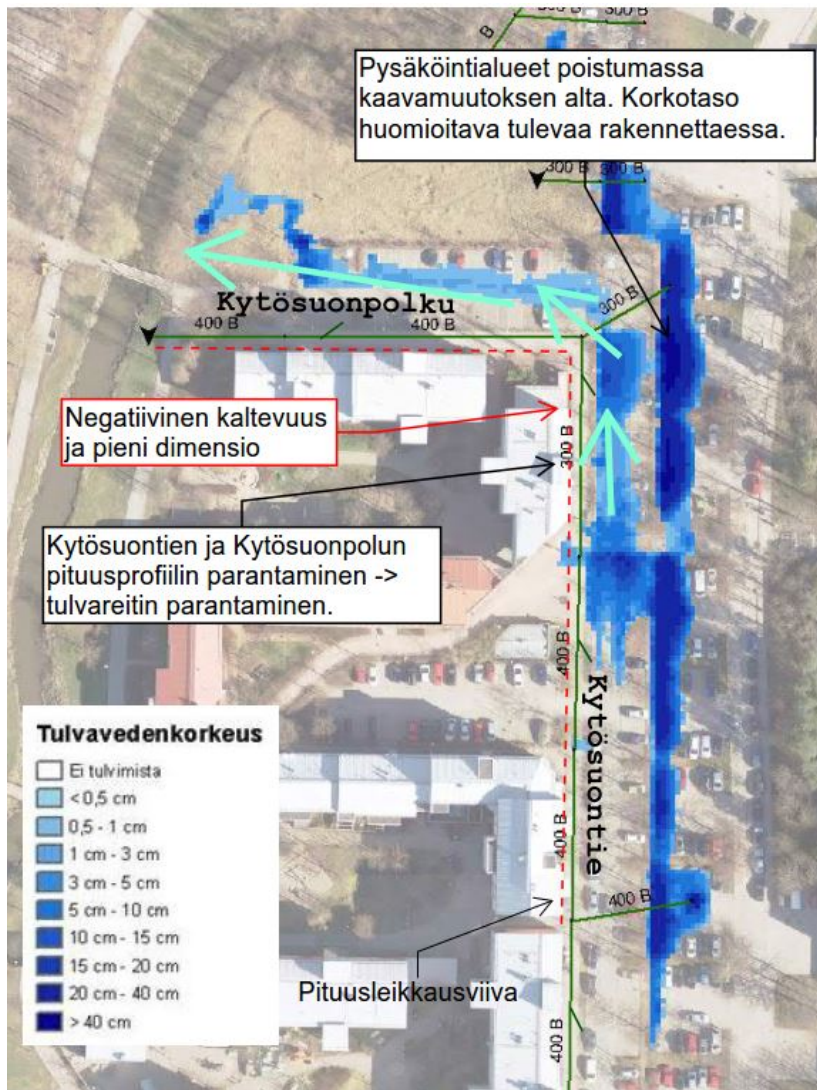 300 B
300
B
Pysäköintialueet poistumassa
kaavamuutoksen alta. Korkotaso
huomioitava tulevaa rakennettaessa.
300 B
300 B
300 B
Kytösuonpolku
400 B
400 B
Negatiivinen kaltevuus
ja pieni dimensio
300 B
Kytösuontien ja Kytösuonpolun
pituusprofiilin parantaminen ->
tulvareitin parantaminen.
400 B
Kytösuontie
Tulvavedenkorkeus
Ei tulvimista
<0,5 cm
0,5 - 1 cm
1 cm - 3 cm
3 cm - 5 cm
5 cm - 10 cm
10 cm - 15 cm
15 cm - 20 cm
20 cm - 40 cm
> 40 cm
400 B
400 B
Pituusleikkausviiva
400 B